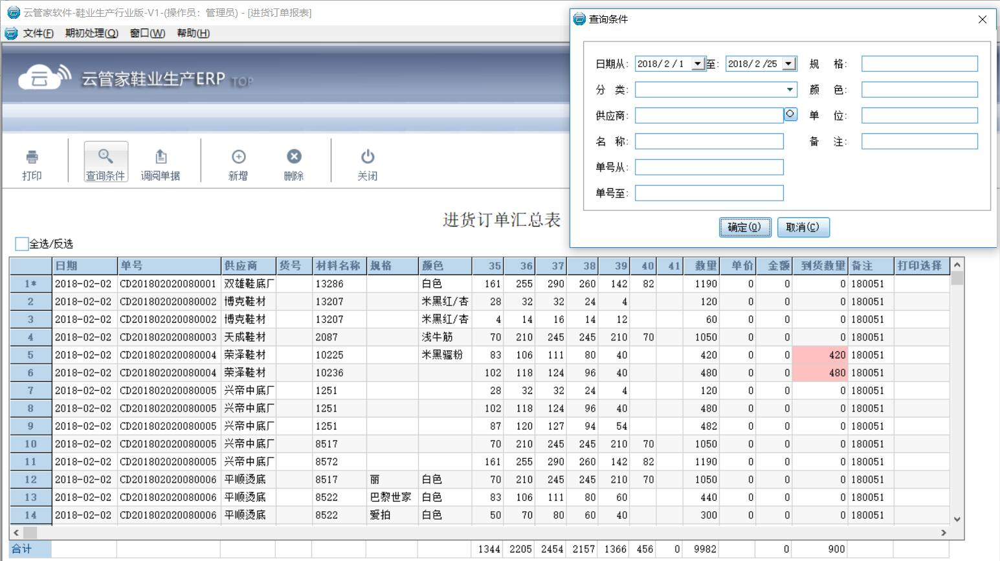 云管家软件-鞋业生产行业版-V1-(操作员：管理员) - [进货订单报表]
文件(F) 期初处理(Q) 窗口(W) 帮助(H)
云管家鞋业生产ERP TOP
打印 查询条件 调阅单据 新增 删除 关闭
查询条件
日期从: 2018/ 2 / 1 至: 2018/ 2 /25 规 格:
分 类: 颜 色:
供应商: 单 位:
名 称: 备 注:
单号从:
单号至:
确定(O) 取消(C)
进货订单汇总表
全选/反选
日期 单号 供应商 货号 材料名称 规格 颜色 35 36 37 38 39 40 41 数量 单价 金额 到货数量 备注 打印选择
1* 2018-02-02 CD201802020080001 双雄鞋底厂 13286 白色 161 255 290 260 142 82 1190 0 0 0 180051
2 2018-02-02 CD201802020080002 博克鞋材 13207 米黑红/杏 28 32 32 24 4 120 0 0 0 180051
3 2018-02-02 CD201802020080002 博克鞋材 13207 米黑红/杏 4 14 16 14 12 60 0 0 0 180051
4 2018-02-02 CD201802020080003 天成鞋材 2087 浅牛筋 70 210 245 245 210 70 1050 0 0 0 180051
5 2018-02-02 CD201802020080004 荣泽鞋材 10225 米黑骚粉 83 106 111 80 40 420 0 0 420 180051
6 2018-02-02 CD201802020080004 荣泽鞋材 10236 102 118 124 96 40 480 0 0 480 180051
7 2018-02-02 CD201802020080005 兴帝中底厂 1251 28 32 32 24 4 120 0 0 0 180051
8 2018-02-02 CD201802020080005 兴帝中底厂 1251 102 118 124 96 40 480 0 0 0 180051
9 2018-02-02 CD201802020080005 兴帝中底厂 1251 87 120 127 94 54 482 0 0 0 180051
10 2018-02-02 CD201802020080005 兴帝中底厂 8517 70 210 245 245 210 70 1050 0 0 0 180051
11 2018-02-02 CD201802020080005 兴帝中底厂 8572 161 255 290 260 142 82 1190 0 0 0 180051
12 2018-02-02 CD201802020080006 平顺烫底 8517 丽 白色 70 210 245 245 210 70 1050 0 0 0 180051
13 2018-02-02 CD201802020080006 平顺烫底 8522 巴黎世家 白色 83 106 111 80 60 440 0 0 0 180051
14 2018-02-02 CD201802020080006 平顺烫底 8522 爱拍 白色 50 70 80 60 40 300 0 0 0 180051
合计 1344 2205 2454 2157 1366 456 0 9982 0 900